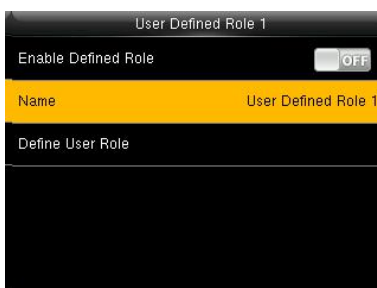 User Defined Role 1
Enable Defined Role OFF
Name User Defined Role 1
Define User Role